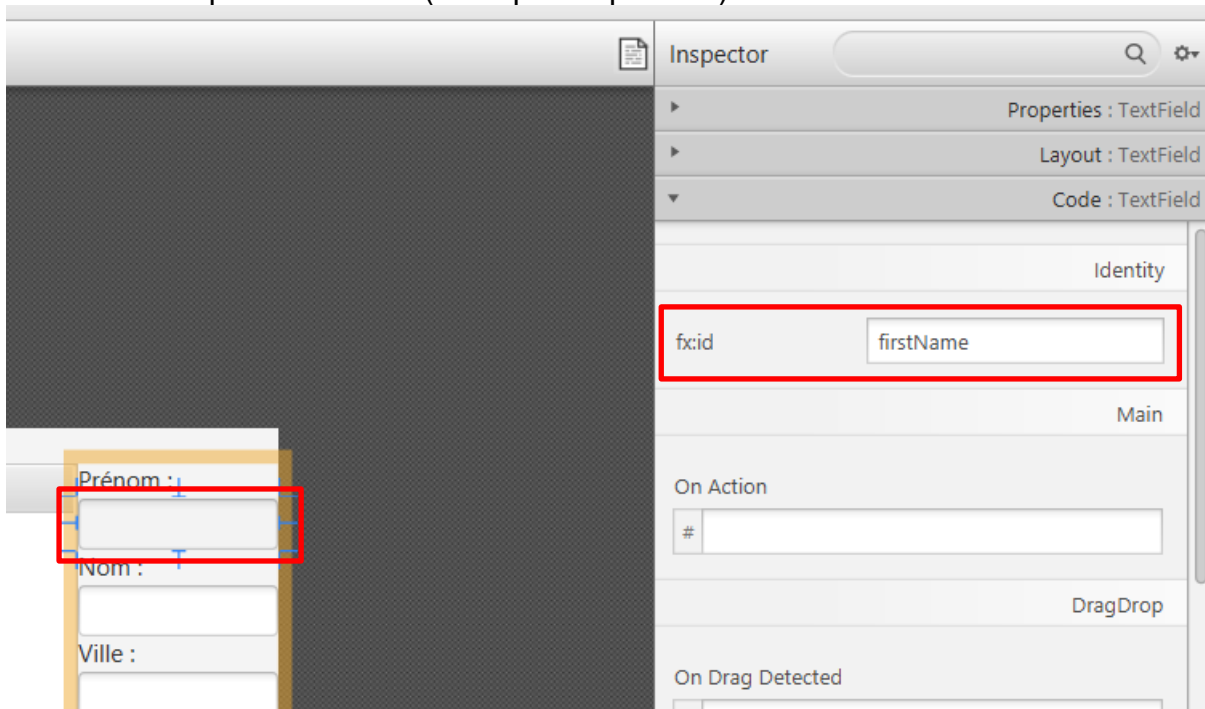 Inspector
Properties : TextField
Layout : TextField
Code : TextField
Identity
fx:id firstName
Main
On Action
#
DragDrop
On Drag Detected
Prénom :
Nom :
Ville :